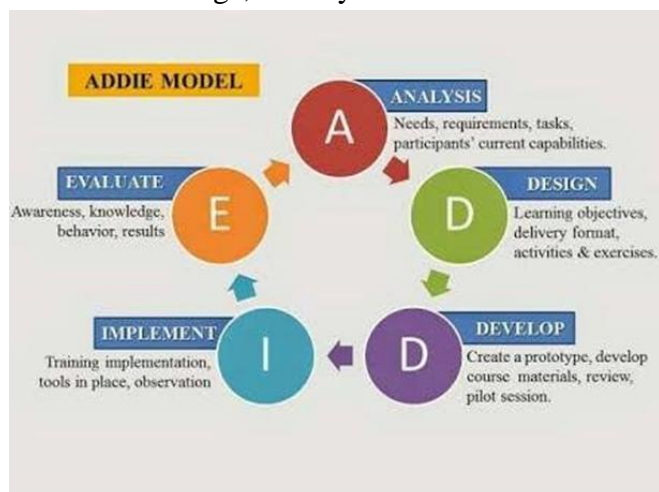 ADDIE MODEL
A
ANALYSIS
Needs, requirements, tasks,
participants' current capabilities.
D
DESIGN
Learning objectives,
delivery format,
activities & exercises.
D
DEVELOP
Create a prototype, develop
course materials, review,
pilot session.
I
IMPLEMENT
Training implementation,
tools in place, observation
E
EVALUATE
Awareness, knowledge,
behavior, results